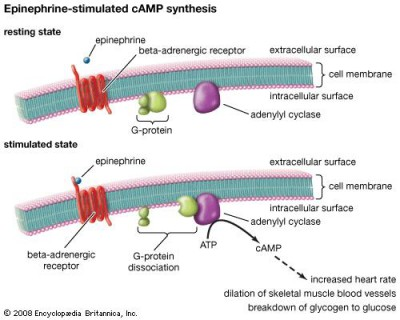 Epinephrine-stimulated cAMP synthesis
resting state
epinephrine
beta-adrenergic receptor
extracellular surface
cell membrane
intracellular surface
G-protein
adenylyl cyclase
stimulated state
epinephrine
extracellular surface
cell membrane
intracellular surface
adenylyl cyclase
beta-adrenergic
receptor
G-protein
dissociation
ATP
cAMP
increased heart rate
dilation of skeletal muscle blood vessels
breakdown of glycogen to glucose
© 2008 Encyclopædia Britannica, Inc.